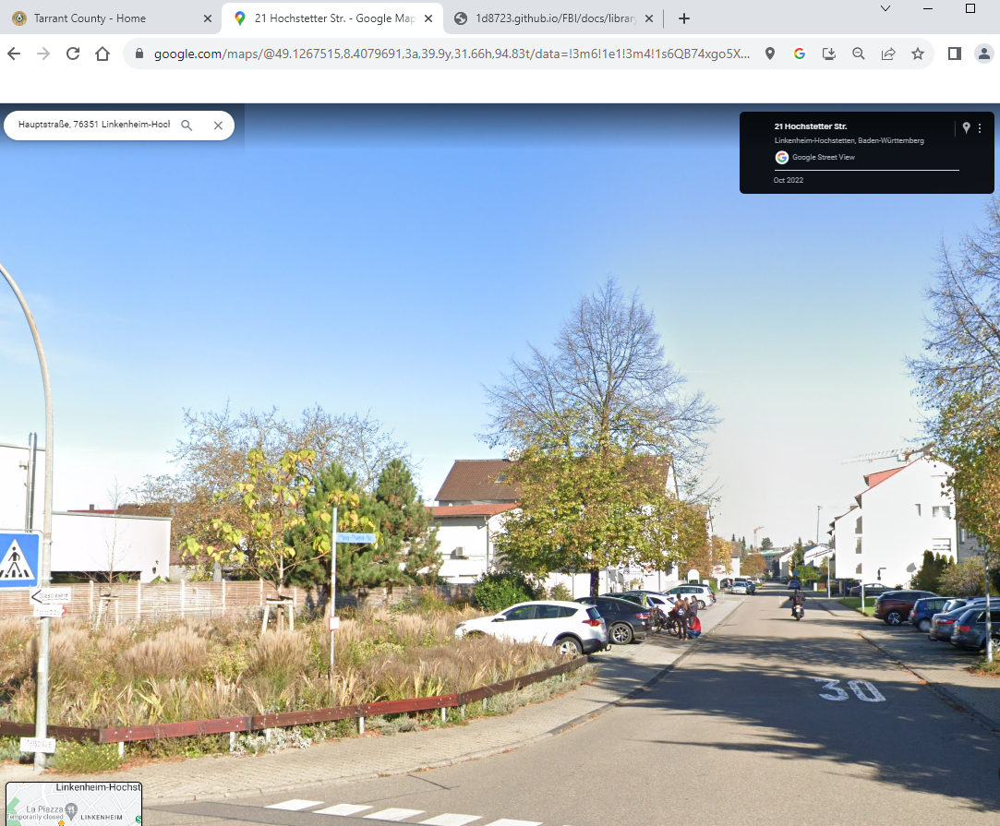 Tarrant County - Home
21 Hochstetter Str. - Google Map
1d8723.github.io/FBI/docs/library
google.com/maps/@49.1267515,8.4079691,3a,39.9y,31.66h,94.83t/data=!3m6!1e1!3m4!1s6QB74xgo5X...
Hauptstraße, 76351 Linkenheim-Hoch
21 Hochstetter Str.
Linkenheim-Hochstetten, Baden-Württemberg
Google Street View
Oct 2022
30
Linkenheim-Hochst
La Piazza
Temporarily closed
LINKENHEIM